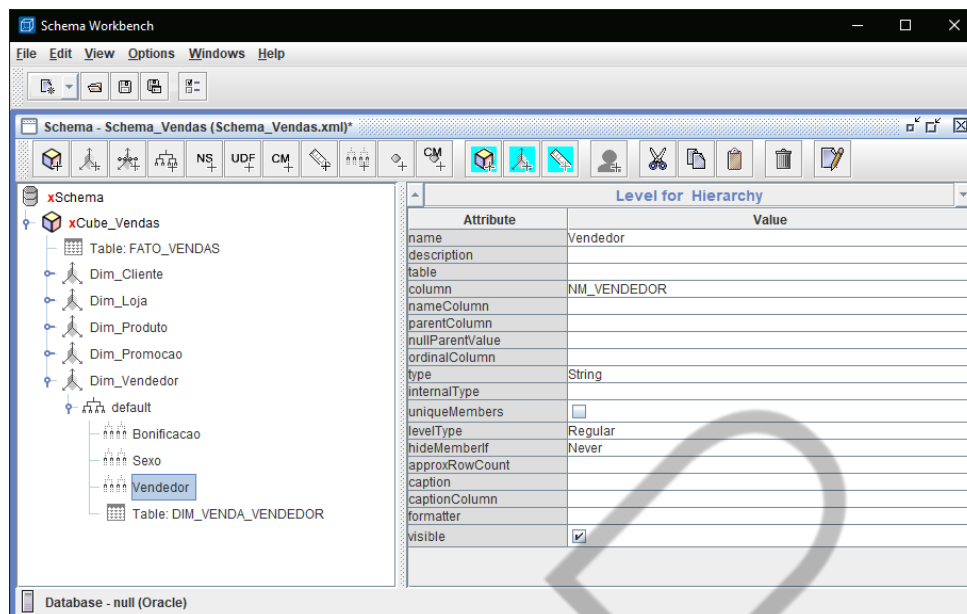 Schema Workbench
File Edit View Options Windows Help
Schema - Schema_Vendas (Schema_Vendas.xml)*
NS UDF CM CM
xSchema
xCube_Vendas
Table: FATO_VENDAS
Dim_Cliente
Dim_Loja
Dim_Produto
Dim_Promocao
Dim_Vendedor
default
Bonificacao
Sexo
Vendedor
Table: DIM_VENDA_VENDEDOR
Level for Hierarchy
Attribute Value
name Vendedor
description
table
column NM_VENDEDOR
nameColumn
parentColumn
nullParentValue
ordinalColumn
type String
internalType
uniqueMembers
levelType Regular
hideMemberIf Never
approxRowCount
caption
captionColumn
formatter
visible
Database - null (Oracle)